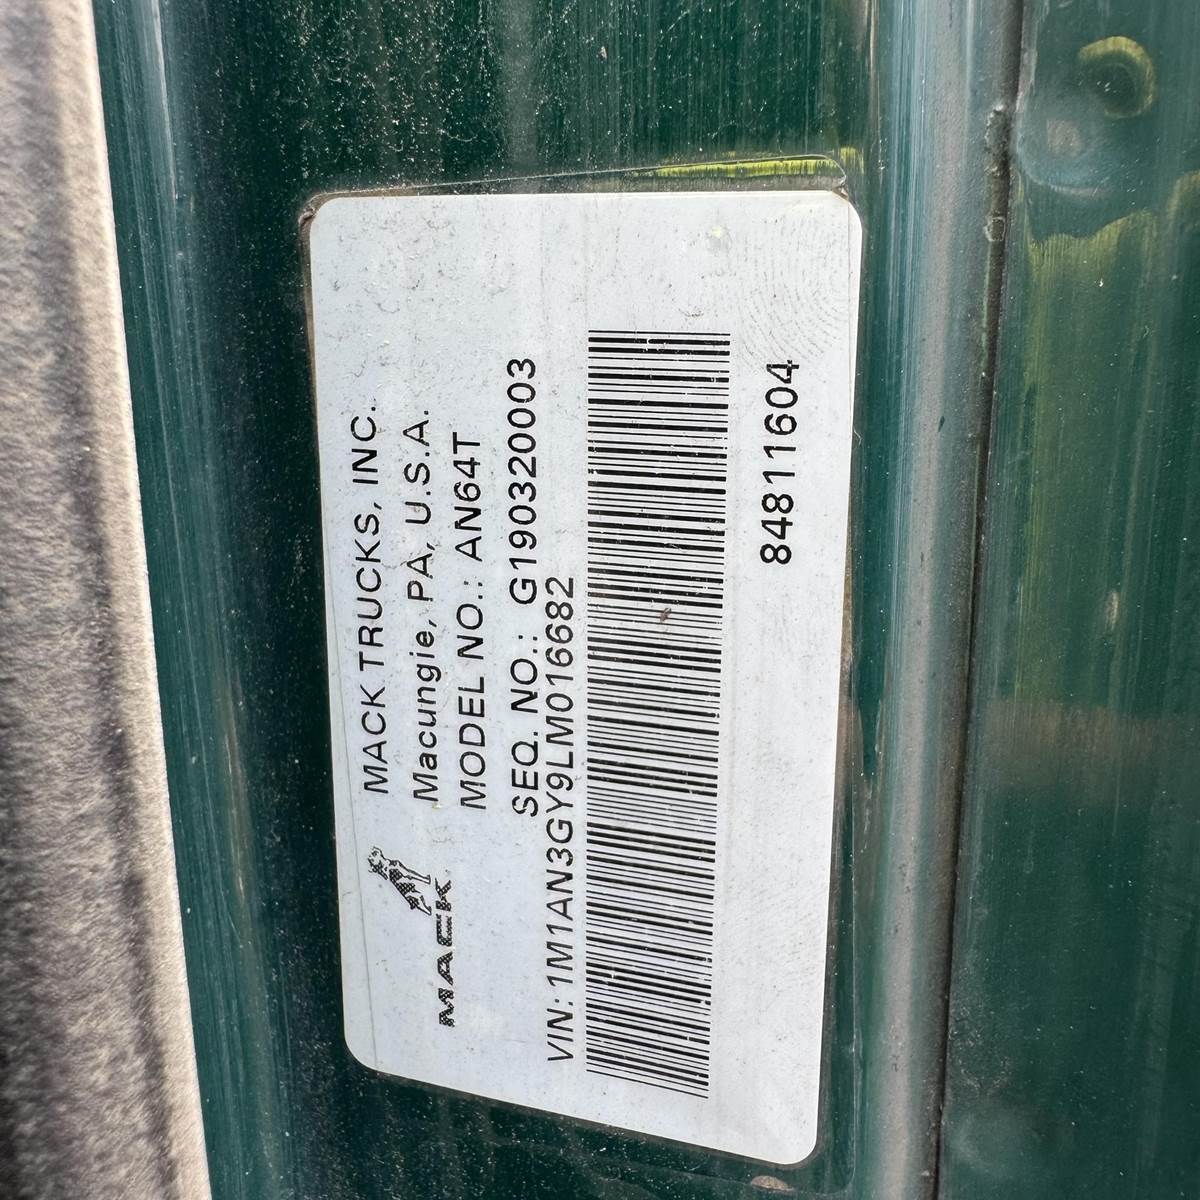 MACK
MACK TRUCKS, INC.
Macungie, PA, U.S.A.
MODEL NO.: AN64T
SEQ. NO.: G190320003
VIN: 1M1AN3GY9LM016682
84811604